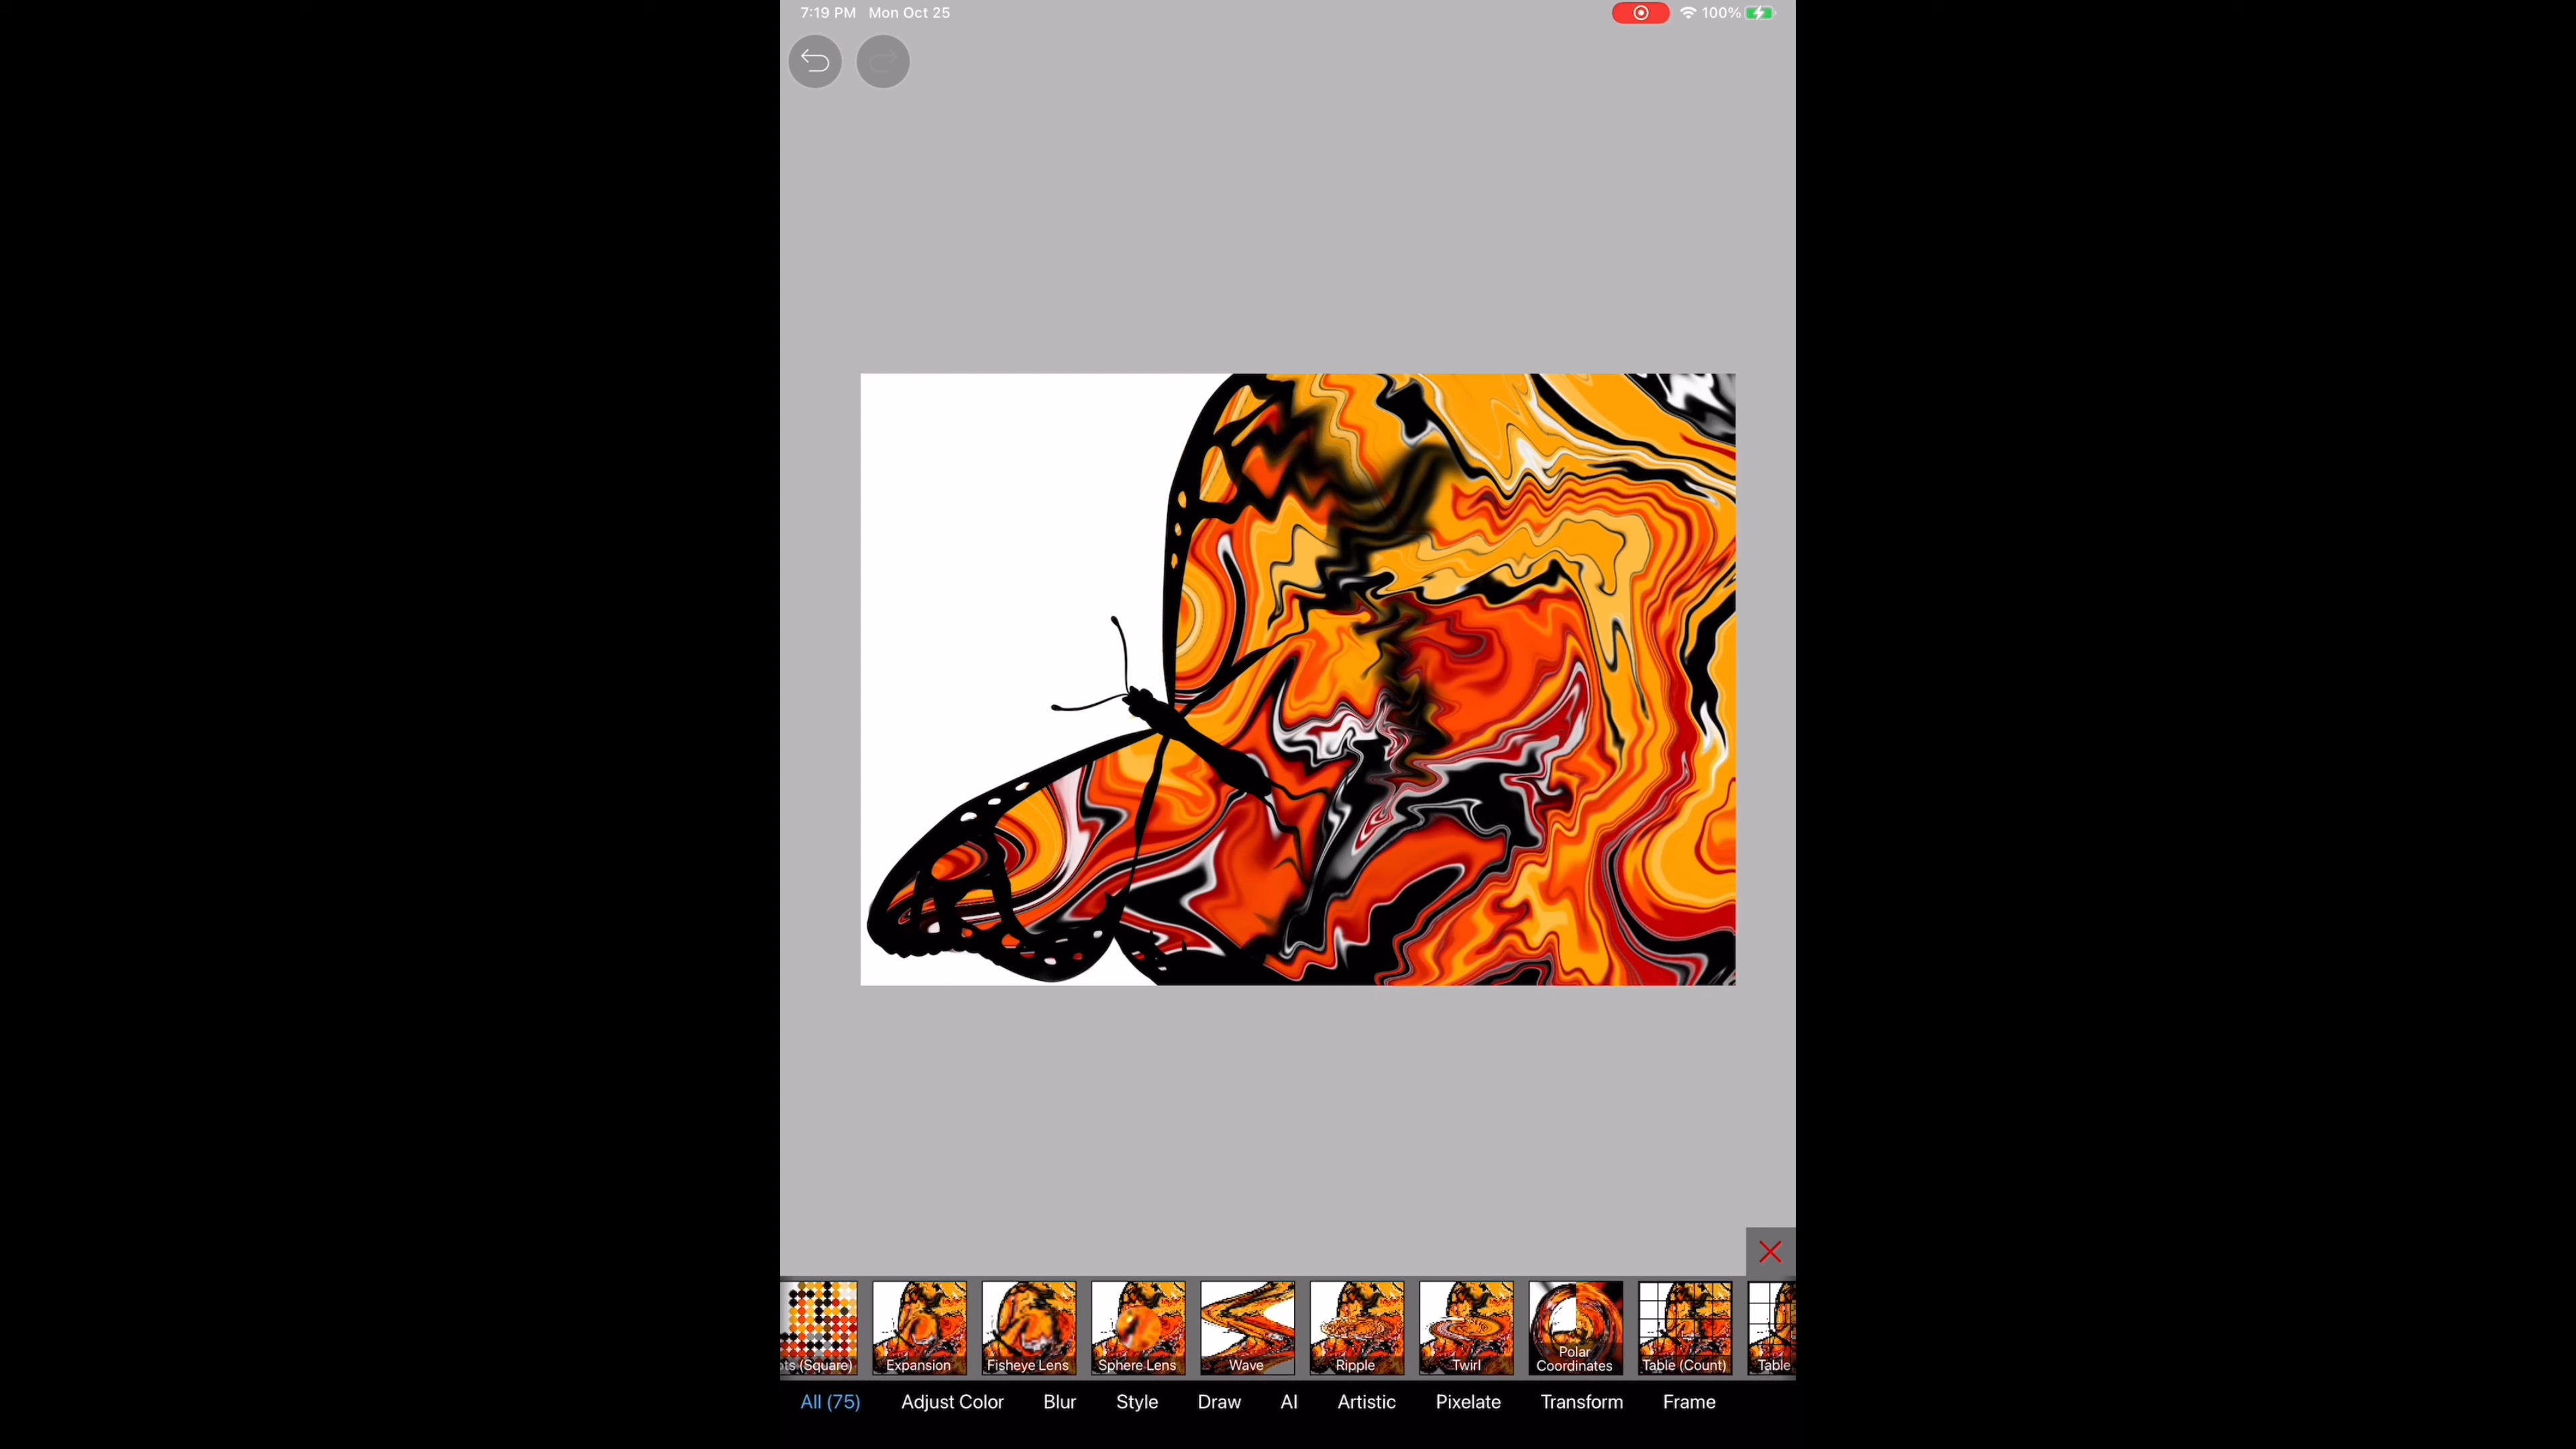 7:19 PM Mon Oct 25
100%
ts (Square)
Expansion
Fisheye Lens
Sphere Lens
Wave
Ripple
Twirl
Polar
Coordinates
Table (Count)
Table
All (75) Adjust Color Blur Style Draw AI Artistic Pixelate Transform Frame